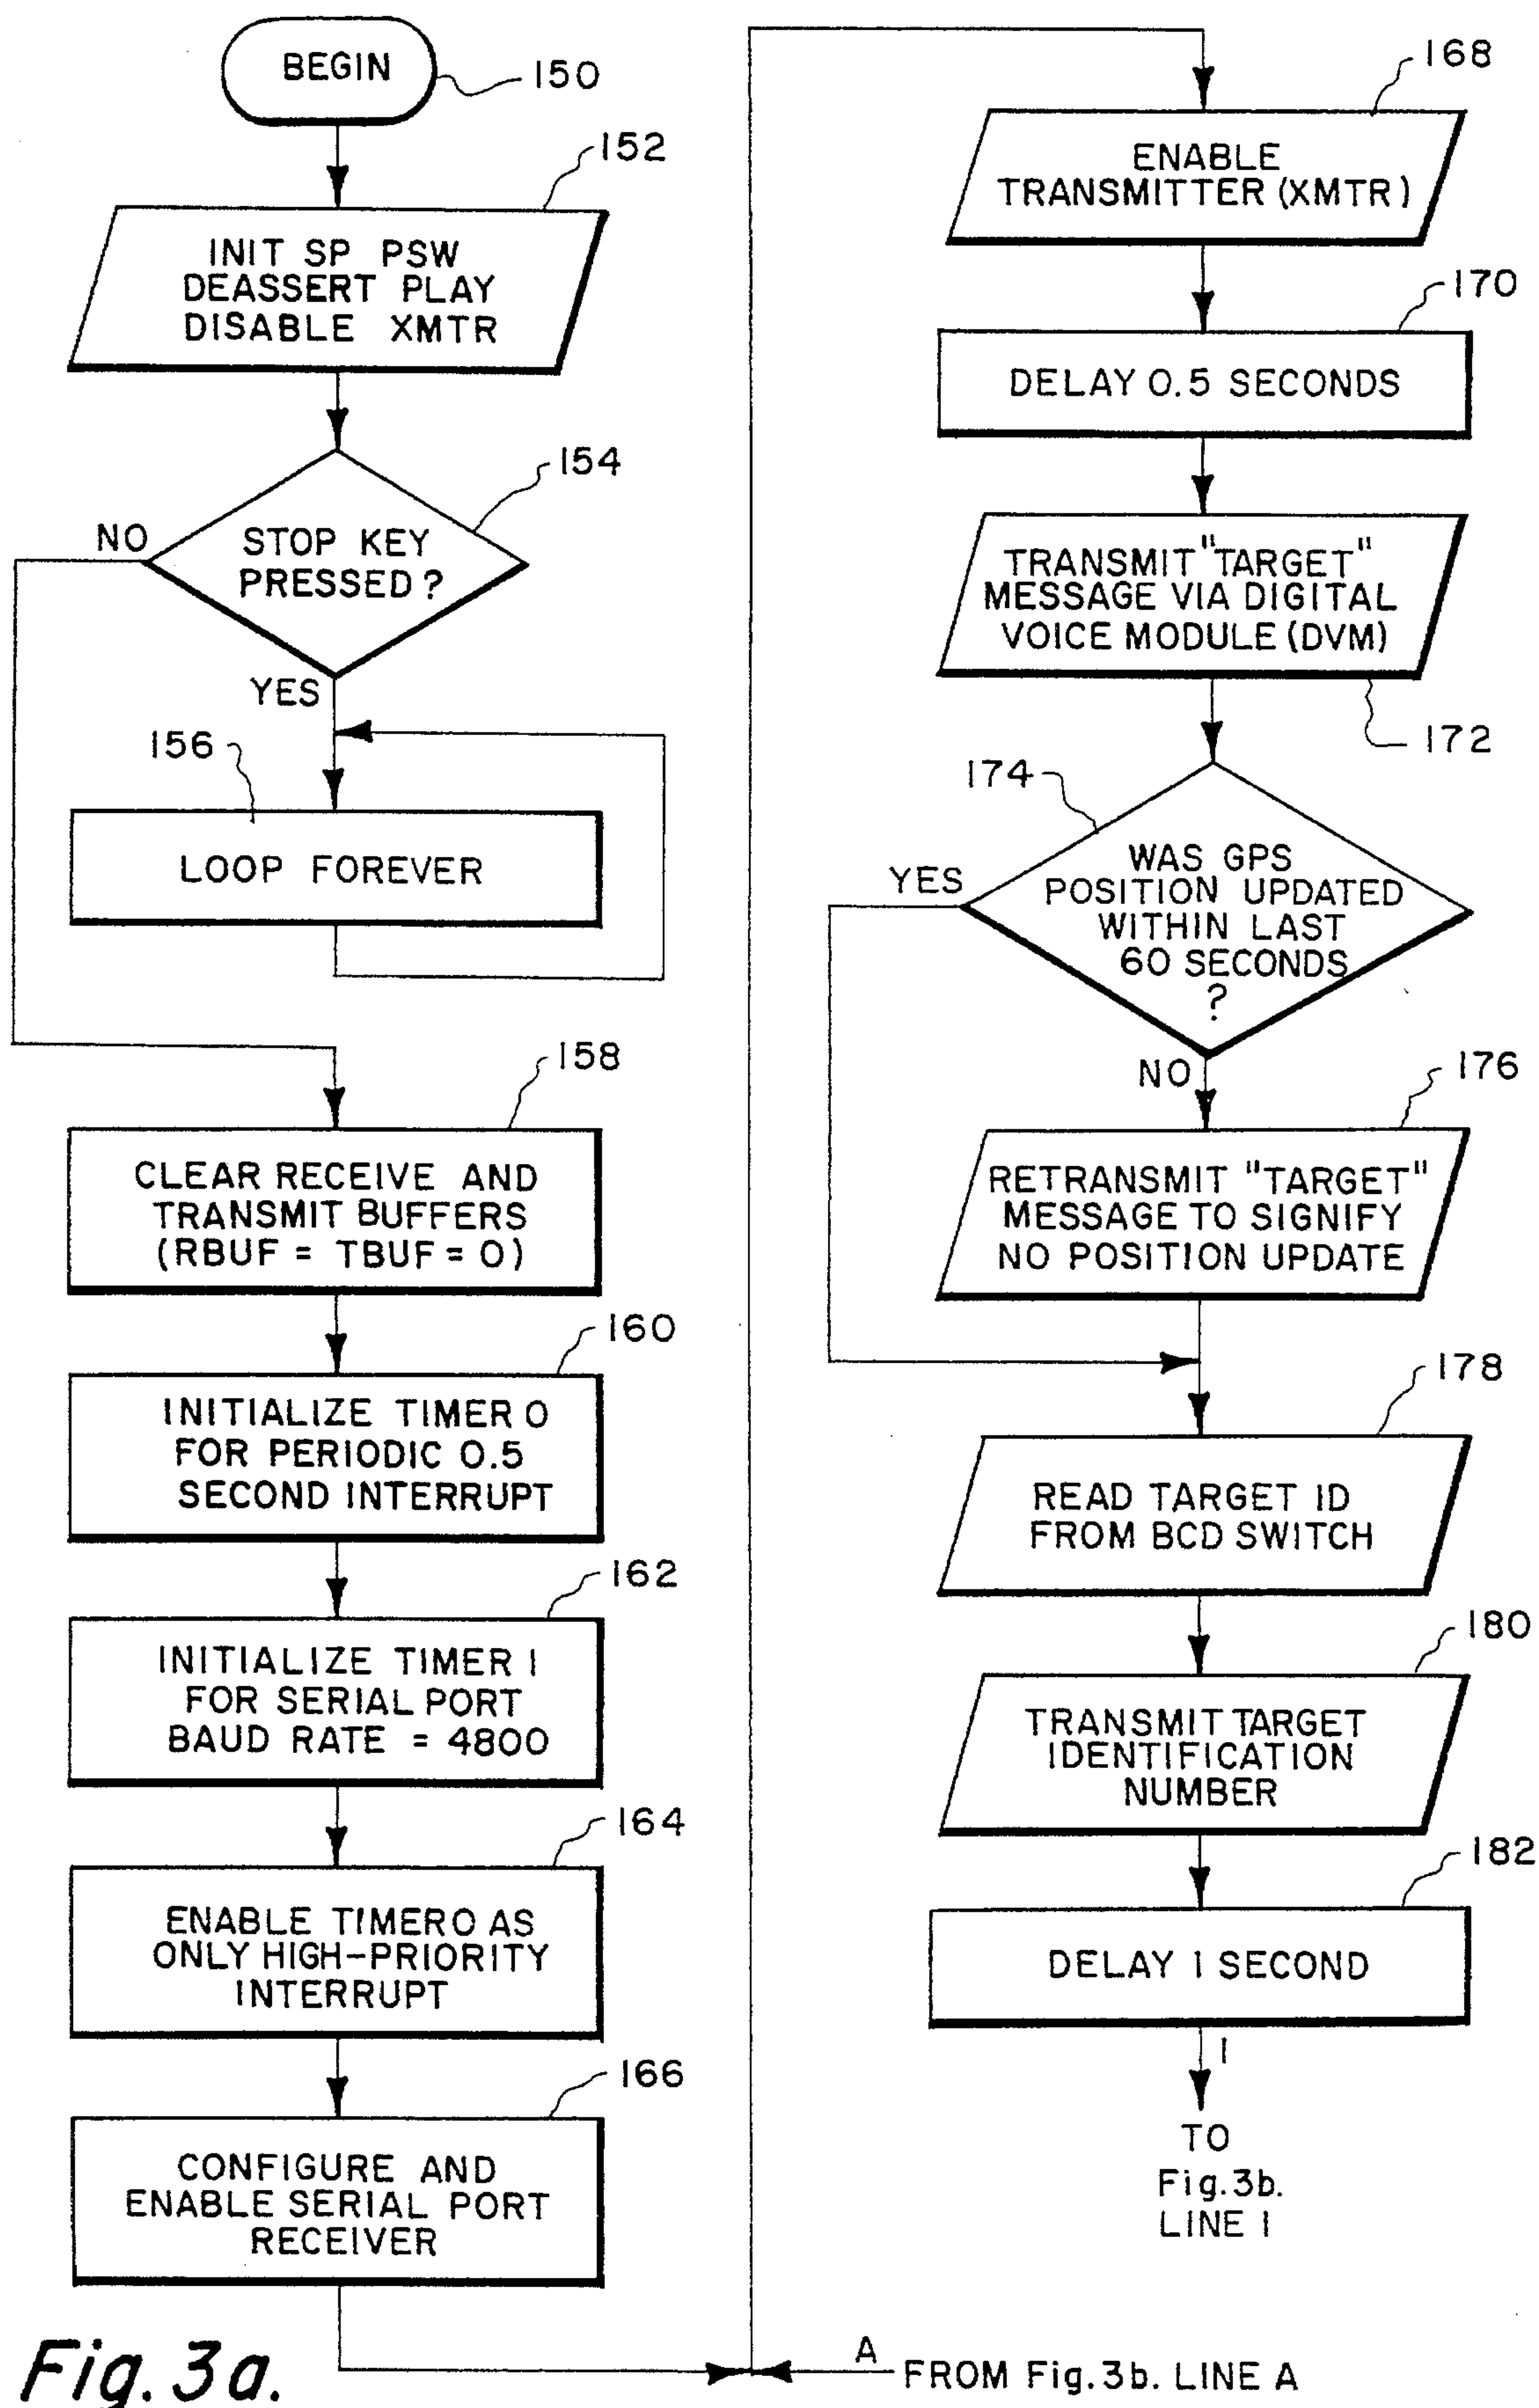 BEGIN
150
152
INIT SP PSW
DEASSERT PLAY
DISABLE XMTR
154
NO
STOP KEY
PRESSED?
YES
156
LOOP FOREVER
158
CLEAR RECEIVE AND
TRANSMIT BUFFERS
(RBUF = TBUF = 0)
160
INITIALIZE TIMER 0
FOR PERIODIC 0.5
SECOND INTERRUPT
162
INITIALIZE TIMER 1
FOR SERIAL PORT
BAUD RATE = 4800
164
ENABLE TIMER0 AS
ONLY HIGH-PRIORITY
INTERRUPT
166
CONFIGURE AND
ENABLE SERIAL PORT
RECEIVER
168
ENABLE
TRANSMITTER (XMTR)
170
DELAY 0.5 SECONDS
TRANSMIT "TARGET"
MESSAGE VIA DIGITAL
VOICE MODULE (DVM)
172
174
YES
WAS GPS
POSITION UPDATED
WITHIN LAST
60 SECONDS
?
NO
176
RETRANSMIT "TARGET"
MESSAGE TO SIGNIFY
NO POSITION UPDATE
178
READ TARGET ID
FROM BCD SWITCH
180
TRANSMIT TARGET
IDENTIFICATION
NUMBER
182
DELAY 1 SECOND
1
TO
Fig. 3b.
LINE 1
A
FROM Fig. 3b. LINE A
Fig. 3a.